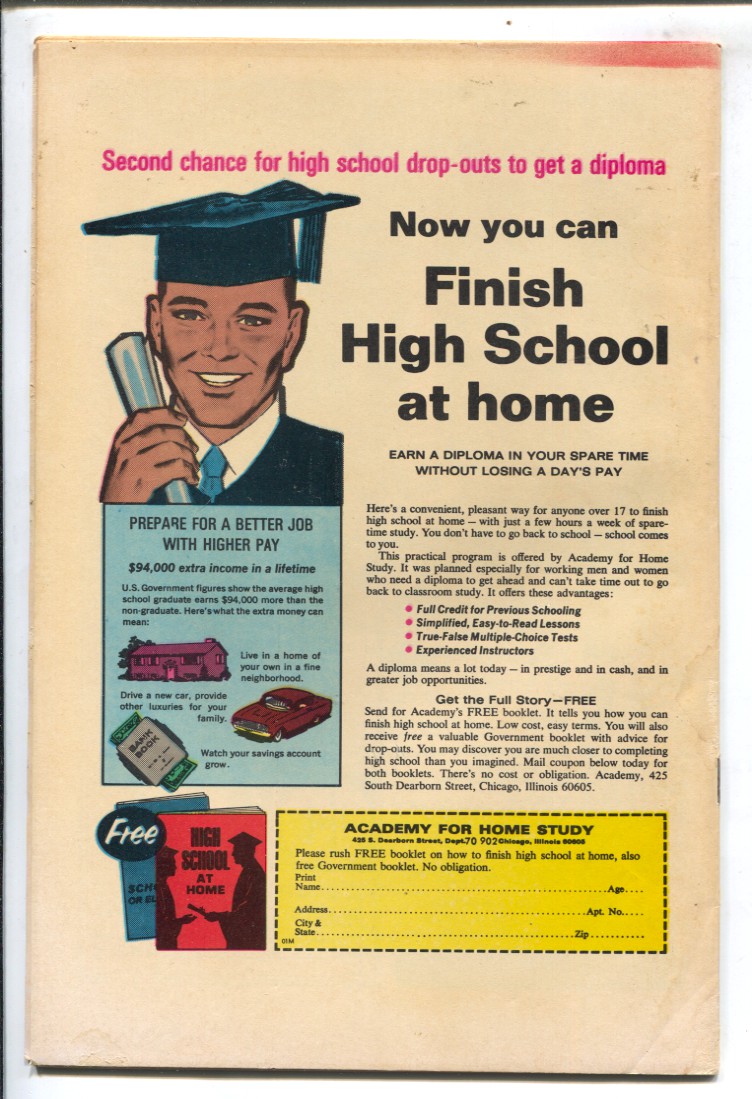 Second chance for high school drop-outs to get a diploma
Now you can
Finish
High School
at home
EARN A DIPLOMA IN YOUR SPARE TIME
WITHOUT LOSING A DAY'S PAY
Here's a convenient, pleasant way for anyone over 17 to finish
high school at home — with just a few hours a week of spare-
time study. You don't have to go back to school — school comes
to you.
This practical program is offered by Academy for Home
Study. It was planned especially for working men and women
who need a diploma to get ahead and can't take time out to go
back to classroom study. It offers these advantages:
• Full Credit for Previous Schooling
• Simplified, Easy-to-Read Lessons
• True-False Multiple-Choice Tests
• Experienced Instructors
A diploma means a lot today — in prestige and in cash, and in
greater job opportunities.
Get the Full Story—FREE
Send for Academy's FREE booklet. It tells you how you can
finish high school at home. Low cost, easy terms. You will also
receive free a valuable Government booklet with advice for
drop-outs. You may discover you are much closer to completing
high school than you imagined. Mail coupon below today for
both booklets. There's no cost or obligation. Academy, 425
South Dearborn Street, Chicago, Illinois 60605.
PREPARE FOR A BETTER JOB
WITH HIGHER PAY
$94,000 extra income in a lifetime
U.S. Government figures show the average high
school graduate earns $94,000 more than the
non-graduate. Here's what the extra money can
mean:
Live in a home of
your own in a fine
neighborhood.
Drive a new car, provide
other luxuries for your
family.
BANK
BOOK
Watch your savings account
grow.
Free
SCH
OR EL
HIGH
SCHOOL
AT
HOME
ACADEMY FOR HOME STUDY
425 S. Dearborn Street, Dept.70 902 Chicago, Illinois 60605
Please rush FREE booklet on how to finish high school at home, also
free Government booklet. No obligation.
Print
Name Age
Address Apt. No.
City &
State Zip
01M